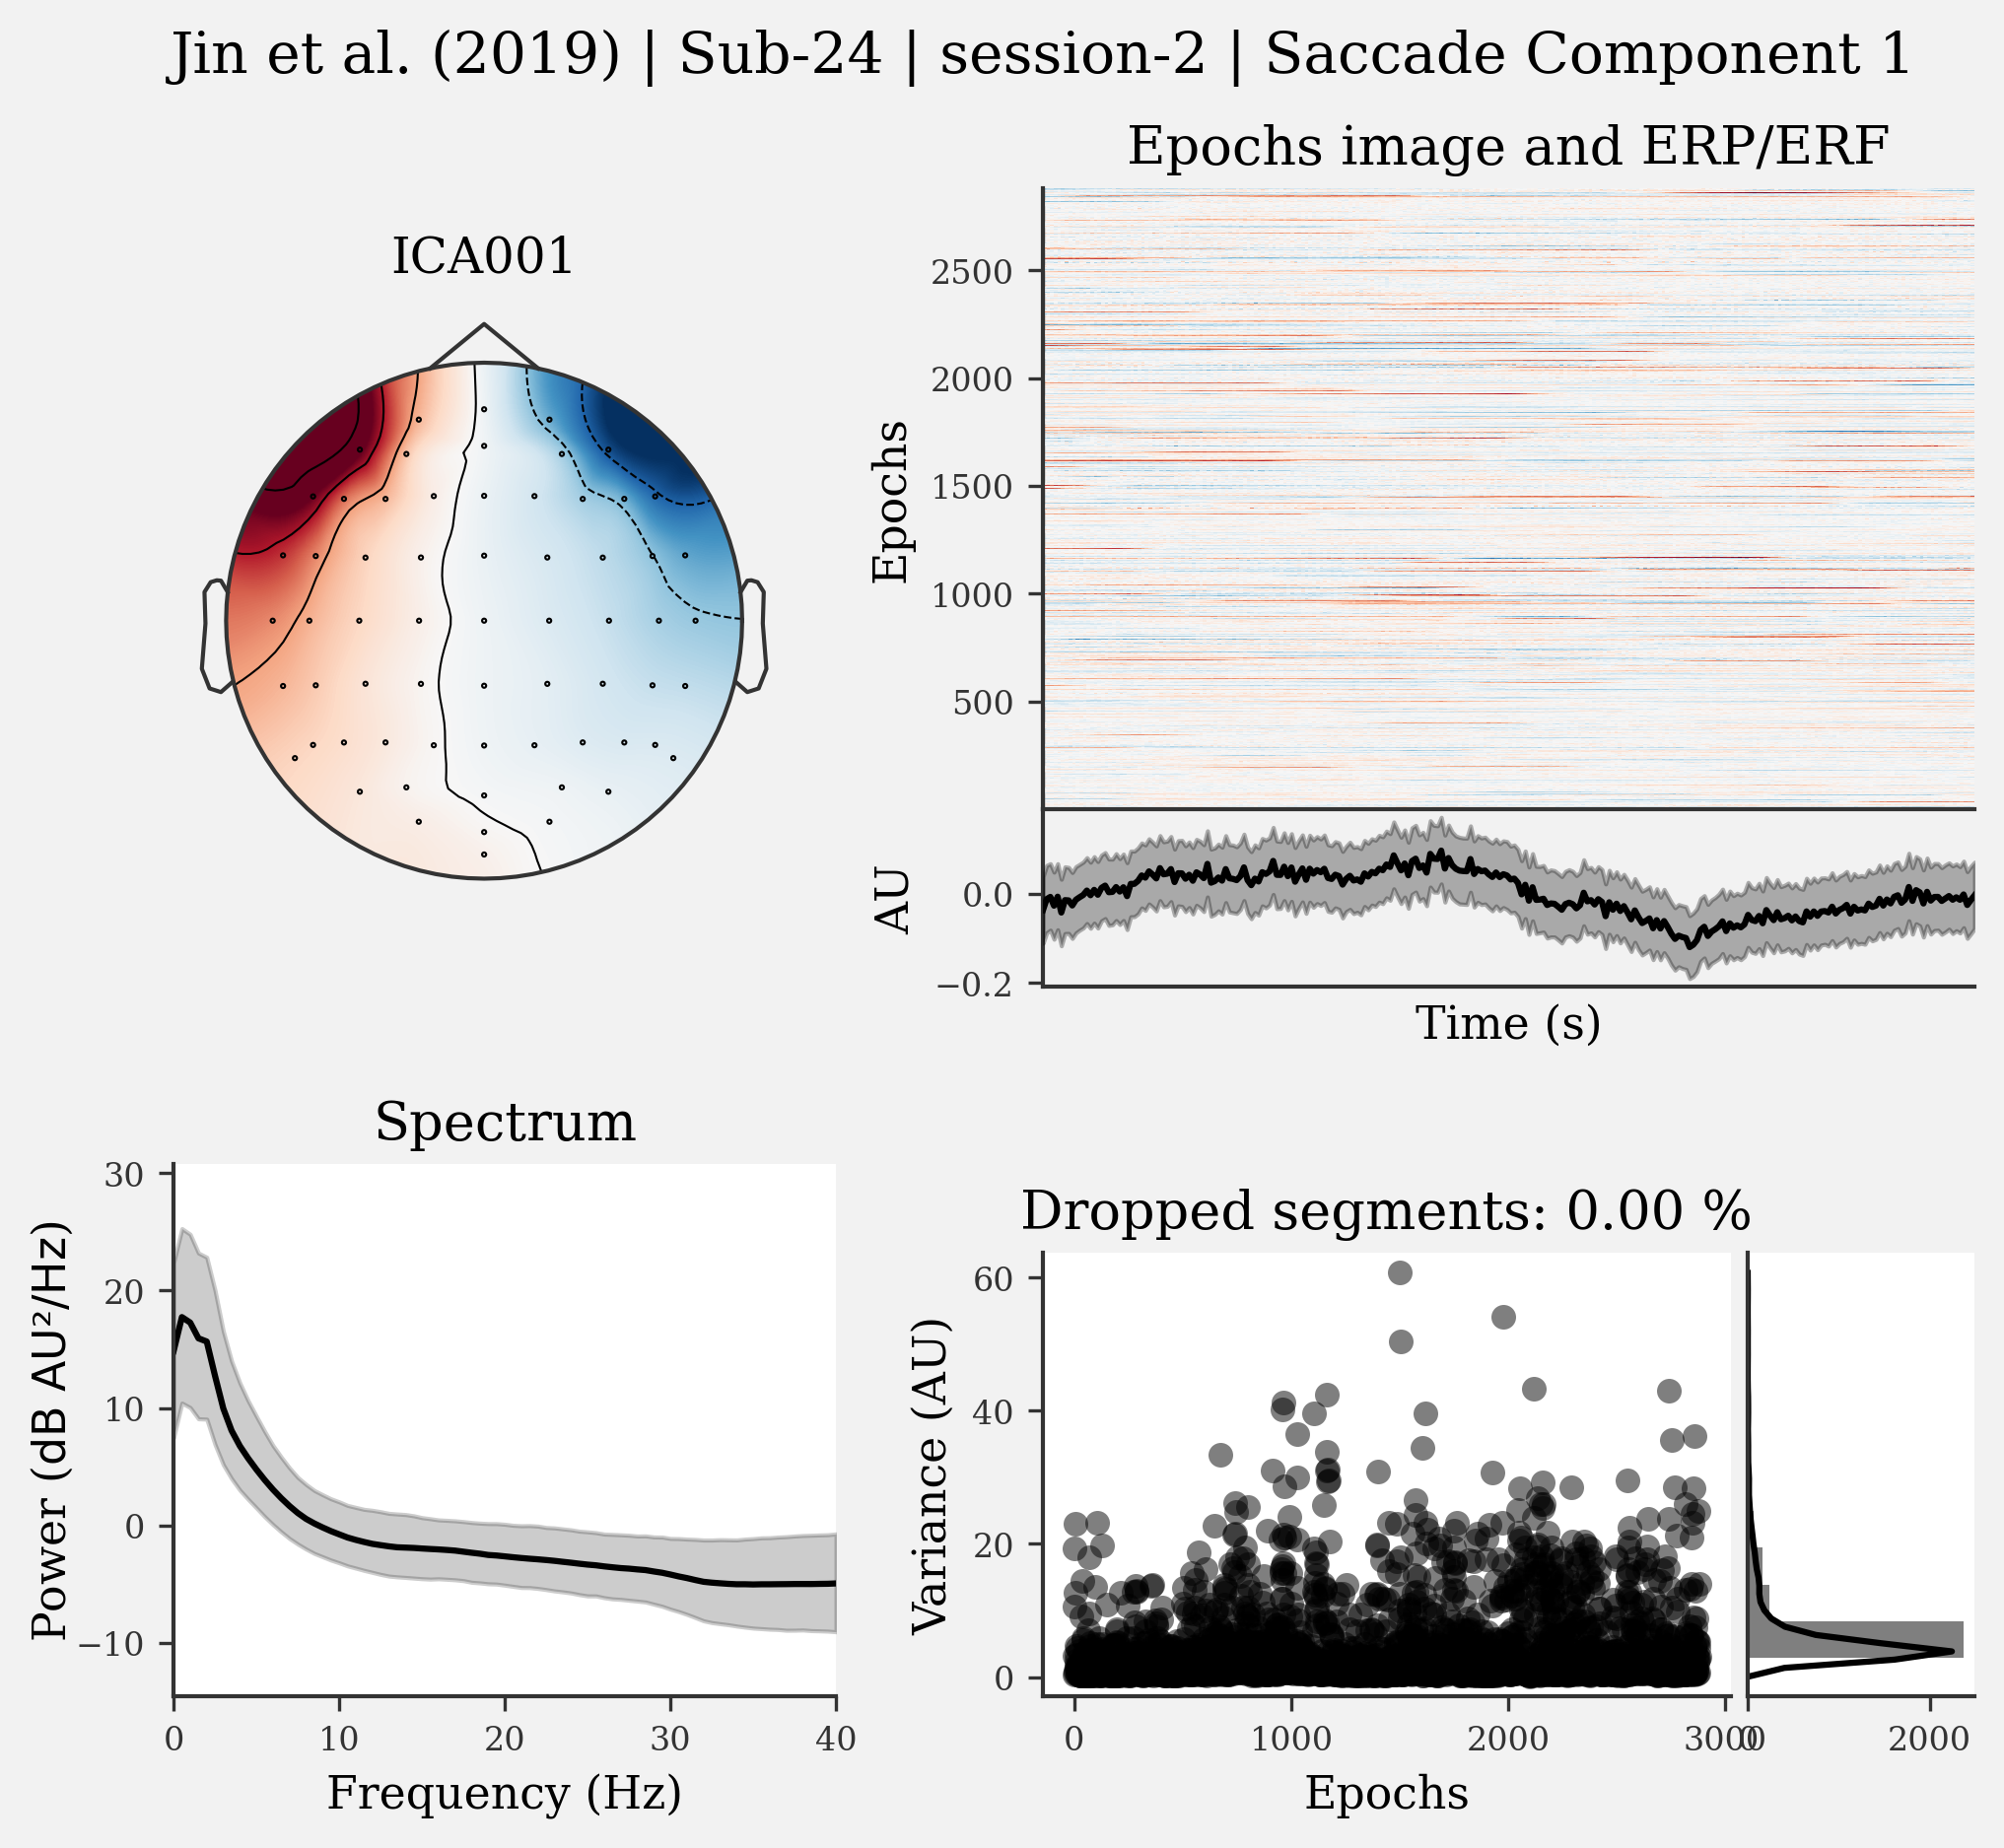 Jin et al. (2019) | Sub-24 | session-2 | Saccade Component 1
ICA001
Epochs image and ERP/ERF
Epochs
2500
2000
1500
1000
500
AU
0.0
−0.2
Time (s)
Spectrum
Power (dB AU²/Hz)
30
20
10
0
−10
0 10 20 30 40
Frequency (Hz)
Dropped segments: 0.00 %
Variance (AU)
60
40
20
0
0 1000 2000 3000
0 2000
Epochs